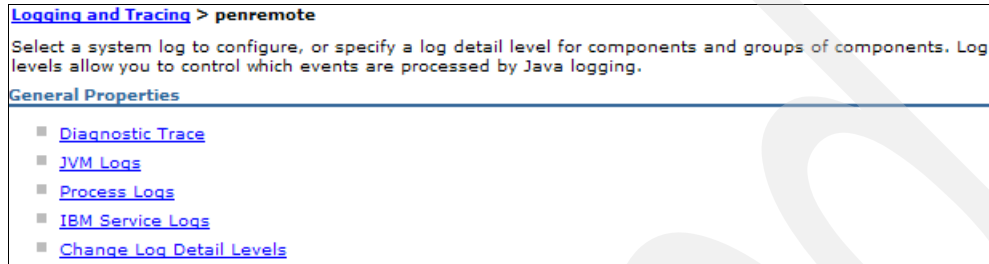 Logging and Tracing > penremote
Select a system log to configure, or specify a log detail level for components and groups of components. Log
levels allow you to control which events are processed by Java logging.
General Properties
Diagnostic Trace
JVM Logs
Process Logs
IBM Service Logs
Change Log Detail Levels